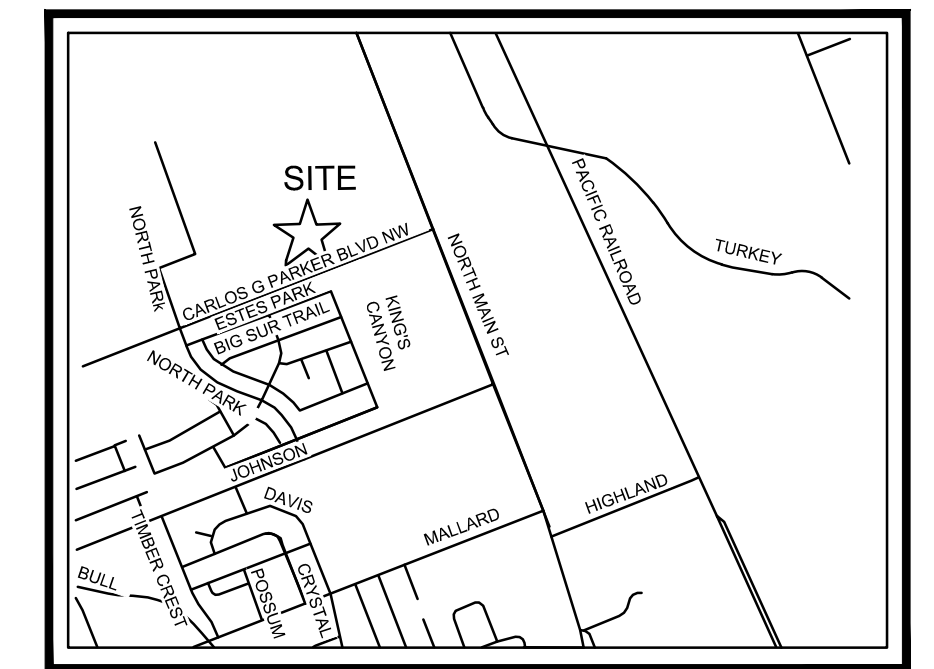 SITE
NORTH PARK
CARLOS G PARKER BLVD NW
ESTES PARK
BIG SUR TRAIL
KING'S
CANYON
NORTH MAIN ST
PACIFIC RAILROAD
TURKEY
NORTH PARK
JOHNSON
DAVIS
MALLARD
HIGHLAND
TIMBER CREST
BULL
POSSUM
CRYSTAL